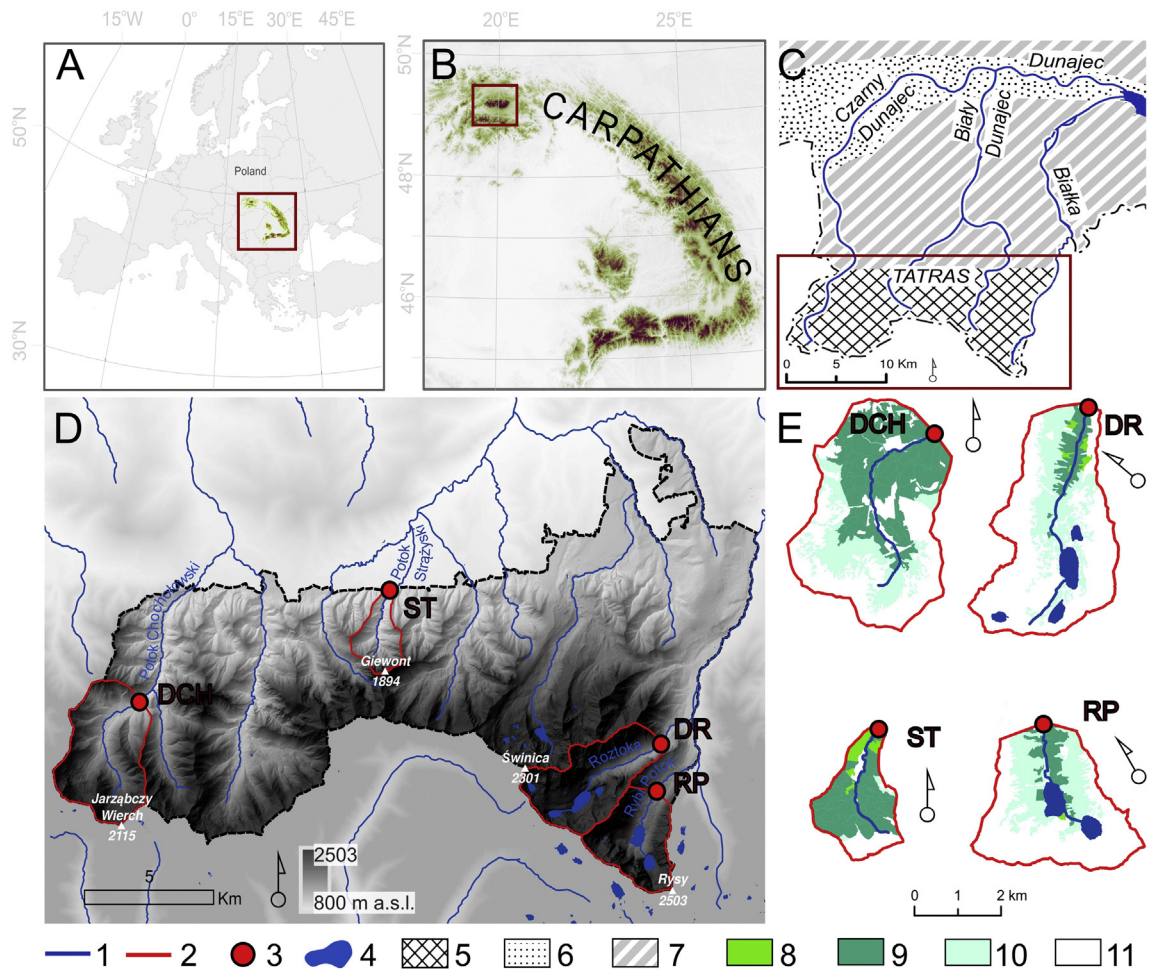 15°W 0° 15°E 30°E 45°E
50°N
30°N
A
Poland
20°E 25°E
50°N
48°N
46°N
B
CARPATHIANS
C
Dunajec
Czarny
Dunajec
Biały
Dunajec
Białka
TATRAS
0 5 10 Km
D
Potok Chochołowski
Potok
Strążyski
ST
Giewont
1894
DCH
Jarząbczy
Wierch
2115
Świnica
2301
Roztoka
DR
Rybi Potok
RP
Rysy
2503
5
Km
2503
800 m a.s.l.
E
DCH
DR
ST
RP
0 1 2 km
1 2 3 4 5 6 7 8 9 10 11